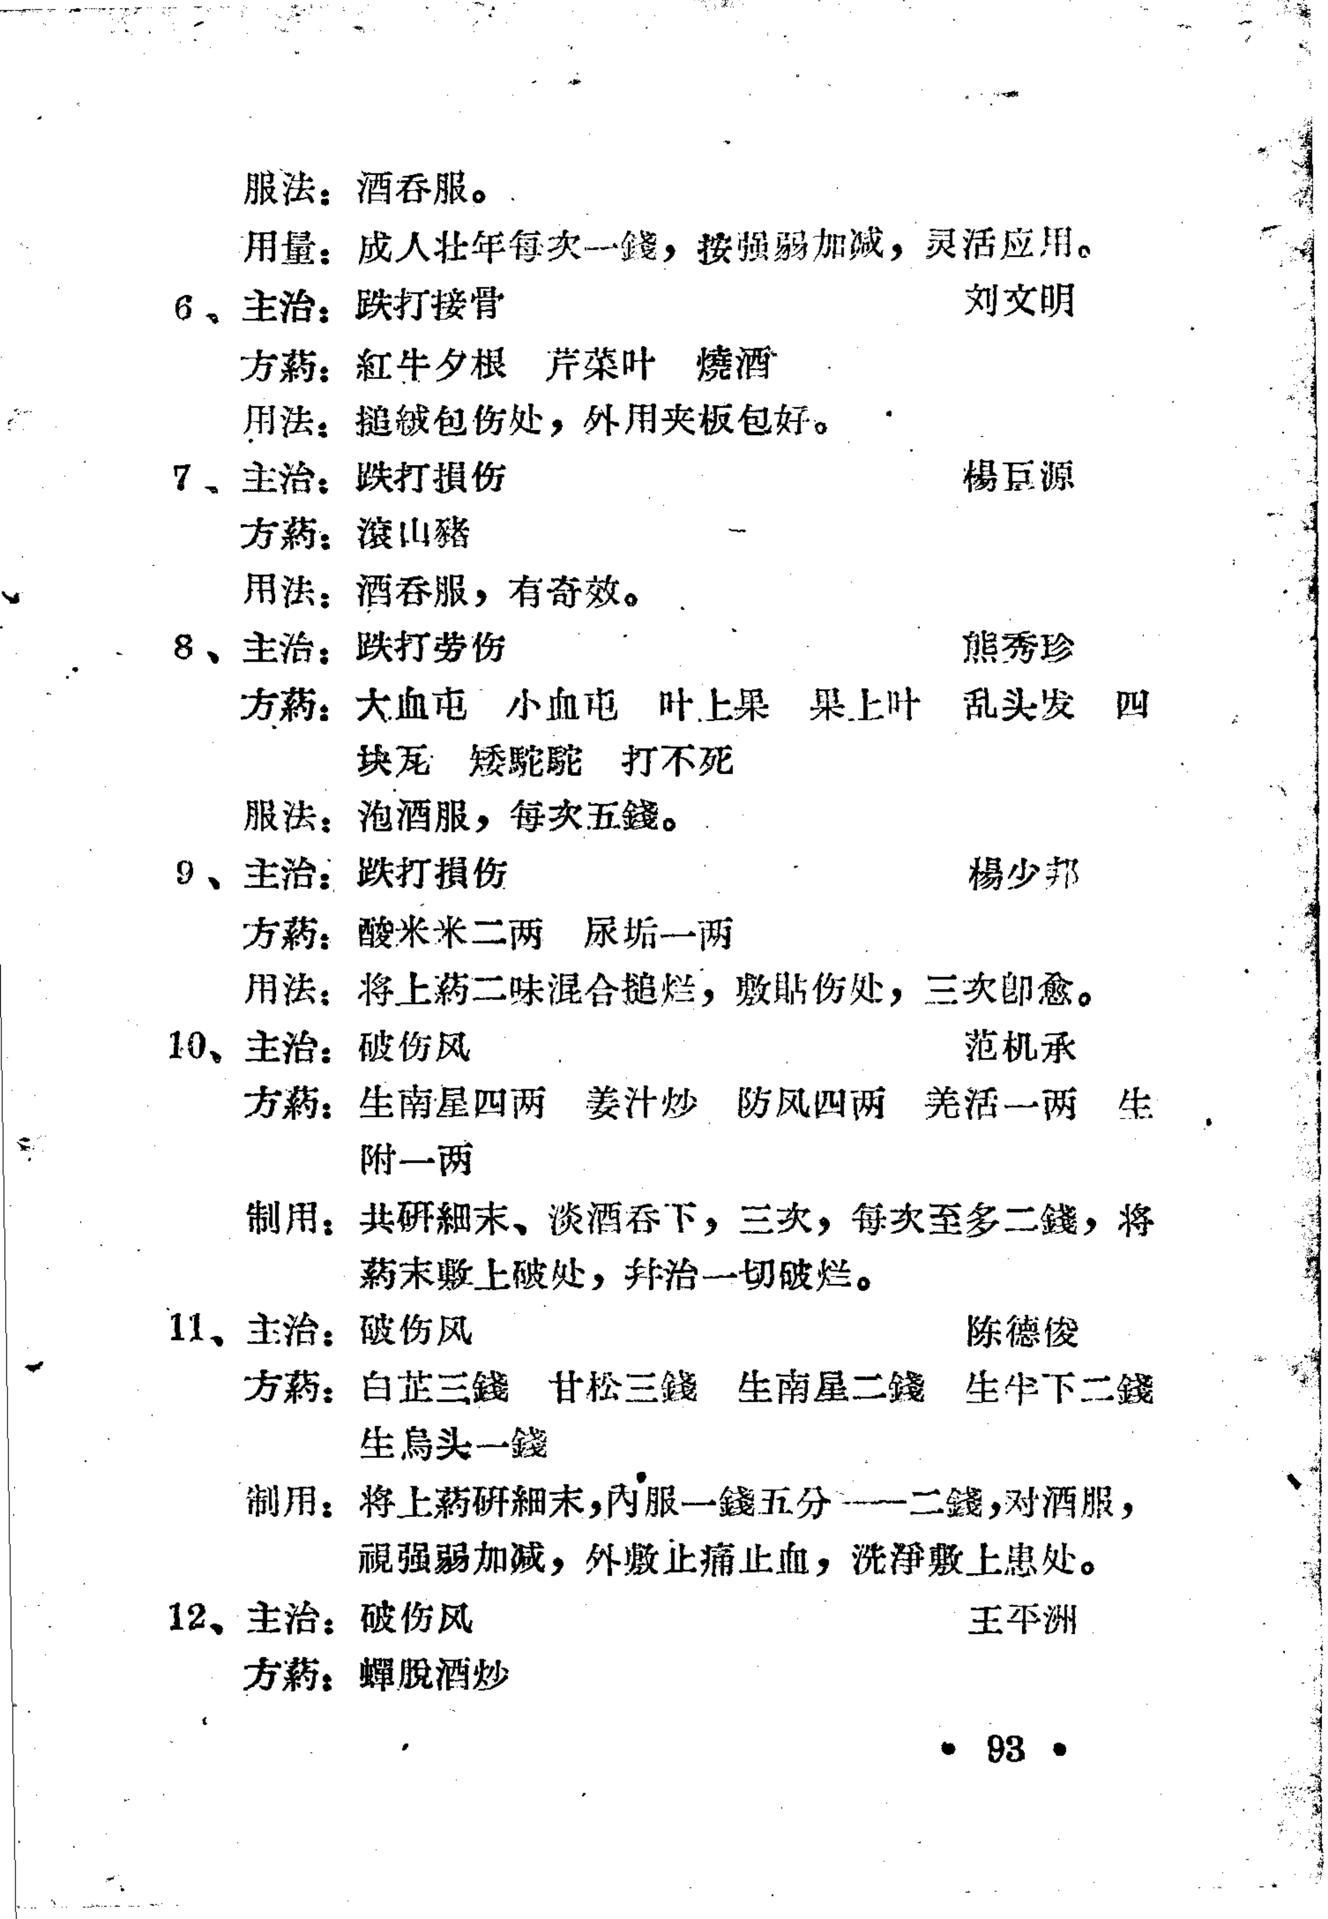 服法：酒吞服。
用量：成人壮年每次一錢，按强弱加减，灵活应用。
6、主治：跌打接骨 刘文明
方葯：紅牛夕根 芹菜叶 燒酒
用法：搥絨包伤处，外用夹板包好。
7、主治：跌打損伤 楊巨源
方葯：滾山豬
用法：酒吞服，有奇效。
8、主治：跌打劳伤 熊秀珍
方葯：大血屯 小血屯 叶上果 果上叶 乱头发 四
块瓦 矮駝駝 打不死
服法：泡酒服，每次五錢。
9、主治：跌打損伤 楊少邦
方葯：酸米米二两 尿垢一两
用法：将上葯二味混合搥烂，敷貼伤处，三次卽愈。
10、主治：破伤风 范机承
方葯：生南星四两 姜汁炒 防风四两 羌活一两 生
附一两
制用：共研細末、淡酒吞下，三次，每次至多二錢，将
葯末敷上破处，幷治一切破烂。
11、主治：破伤风 陈德俊
方葯：白芷三錢 甘松三錢 生南星二錢 生半下二錢
生烏头一錢
制用：将上葯研細末，內服一錢五分——二錢，对酒服，
視强弱加减，外敷止痛止血，洗淨敷上患处。
12、主治：破伤风 王平洲
方葯：蟬脫酒炒
• 93 •